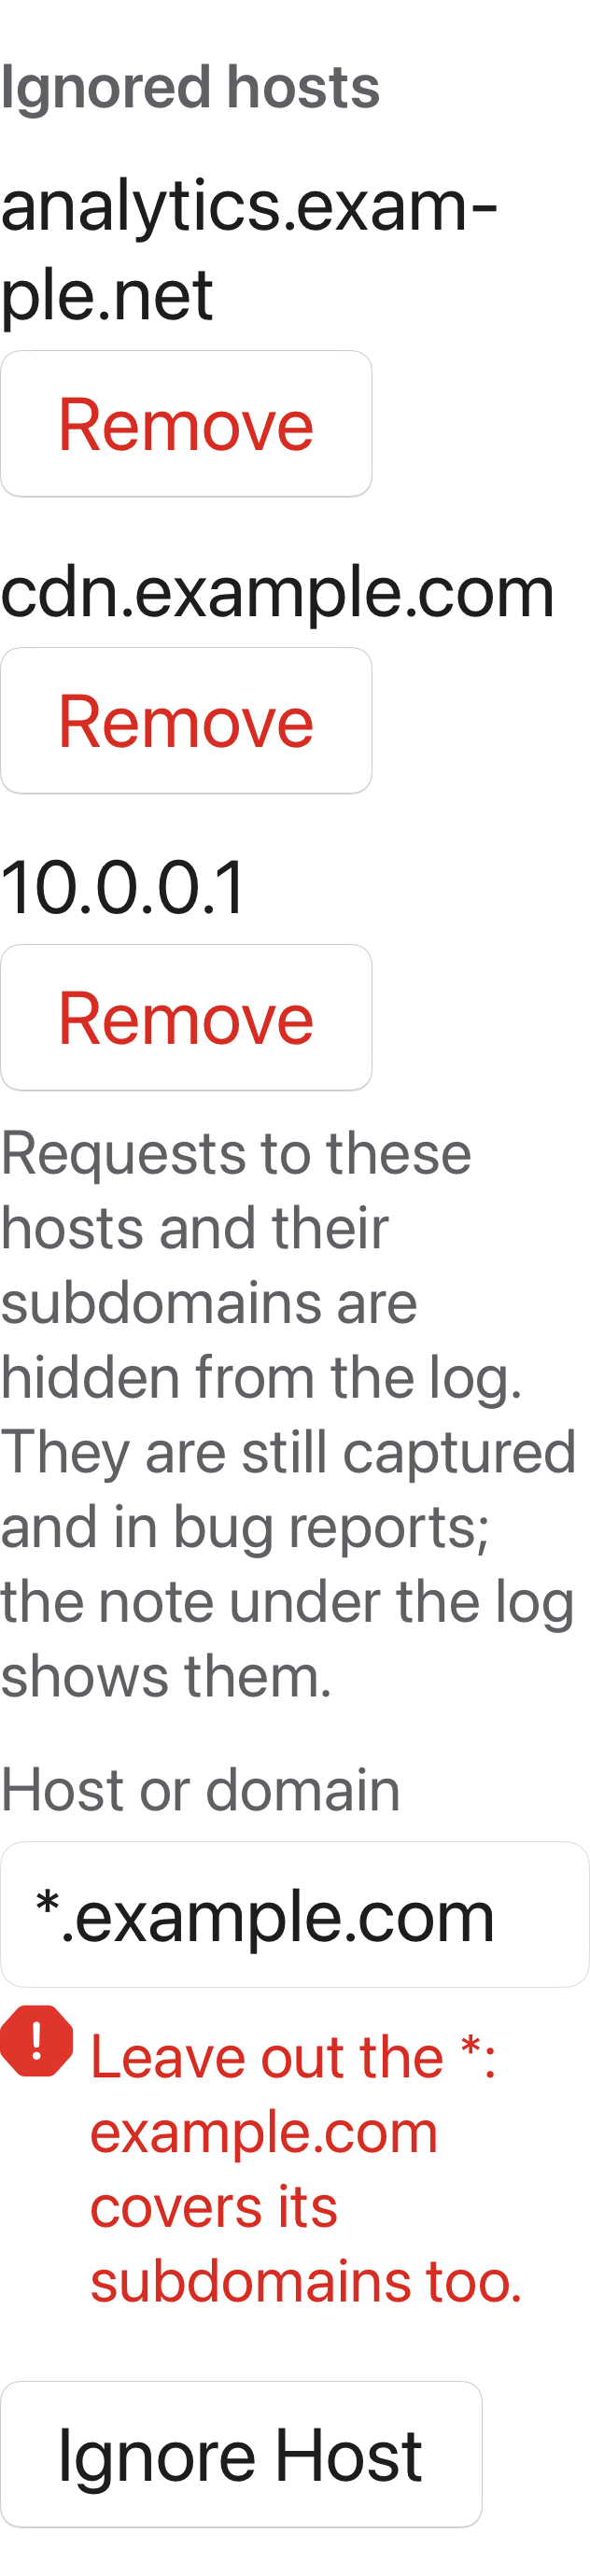 Ignored hosts
analytics.exam-
ple.net
Remove
cdn.example.com
Remove
10.0.0.1
Remove
Requests to these
hosts and their
subdomains are
hidden from the log.
They are still captured
and in bug reports;
the note under the log
shows them.
Host or domain
*.example.com
Leave out the *:
example.com
covers its
subdomains too.
Ignore Host